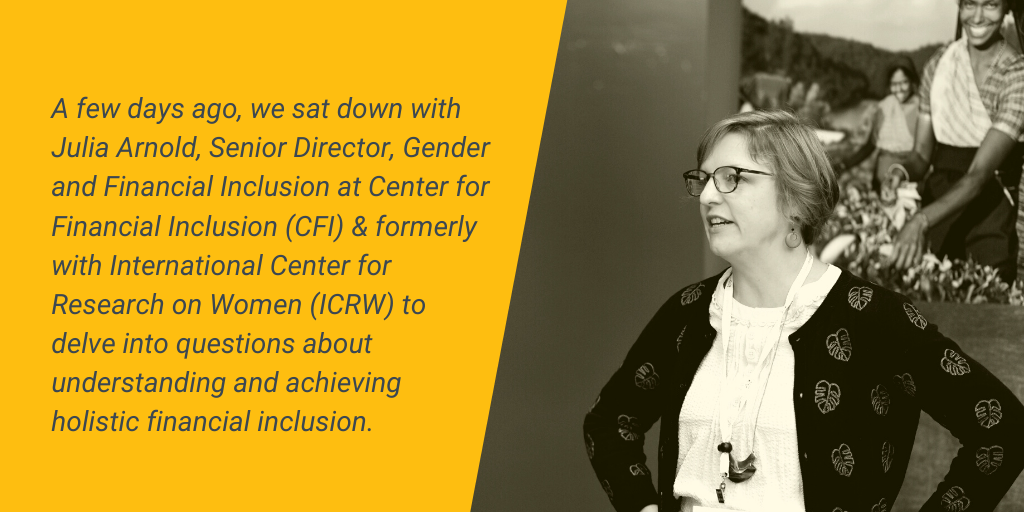 A few days ago, we sat down with
Julia Arnold, Senior Director, Gender
and Financial Inclusion at Center for
Financial Inclusion (CFI) & formerly
with International Center for
Research on Women (ICRW) to
delve into questions about
understanding and achieving
holistic financial inclusion.